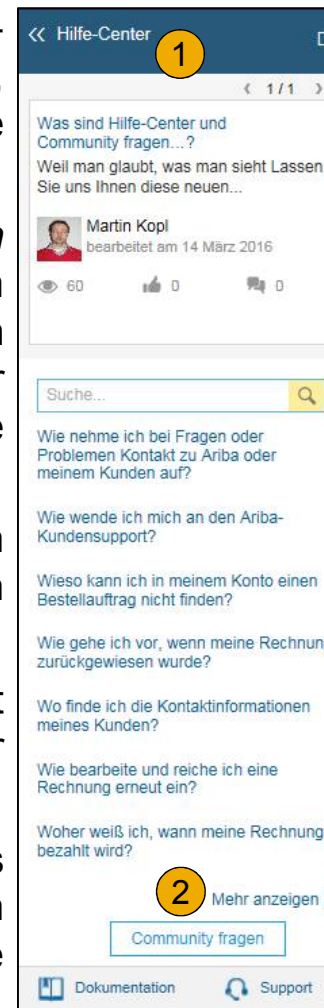 « Hilfe-Center
1
‹ 1/1 ›
Was sind Hilfe-Center und
Community fragen...?
Weil man glaubt, was man sieht Lassen
Sie uns Ihnen diese neuen...
Martin Kopl
bearbeitet am 14 März 2016
60 0 0
Suche...
Wie nehme ich bei Fragen oder
Problemen Kontakt zu Ariba oder
meinem Kunden auf?
Wie wende ich mich an den Ariba-
Kundensupport?
Wieso kann ich in meinem Konto einen
Bestellauftrag nicht finden?
Wie gehe ich vor, wenn meine Rechnun
zurückgewiesen wurde?
Wo finde ich die Kontaktinformationen
meines Kunden?
Wie bearbeite und reiche ich eine
Rechnung erneut ein?
Woher weiß ich, wann meine Rechnung
bezahlt wird?
2 Mehr anzeigen
Community fragen
Dokumentation Support